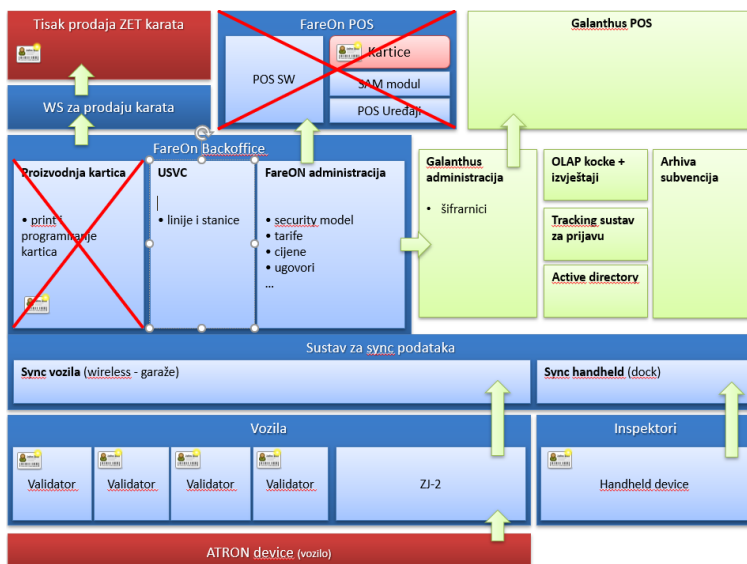 Tisak prodaja ZET karata
FareOn POS
Galanthus POS
POS SW
Kartice
SAM modul
POS Uređaji
WS za prodaju karata
FareOn Backoffice
Proizvodnja kartica
• print i
programiranje
kartica
USVC
• linije i stanice
FareON administracija
• security model
• tarife
• cijene
• ugovori
...
Galanthus
administracija
• šifrarnici
OLAP kocke +
izvještaji
Tracking sustav
za prijavu
Active directory
Arhiva
subvencija
Sustav za sync podataka
Sync vozila (wireless - garaže)
Sync handheld (dock)
Vozila
Inspektori
Validator
Validator
Validator
Validator
ZJ-2
Handheld device
ATRON device (vozilo)